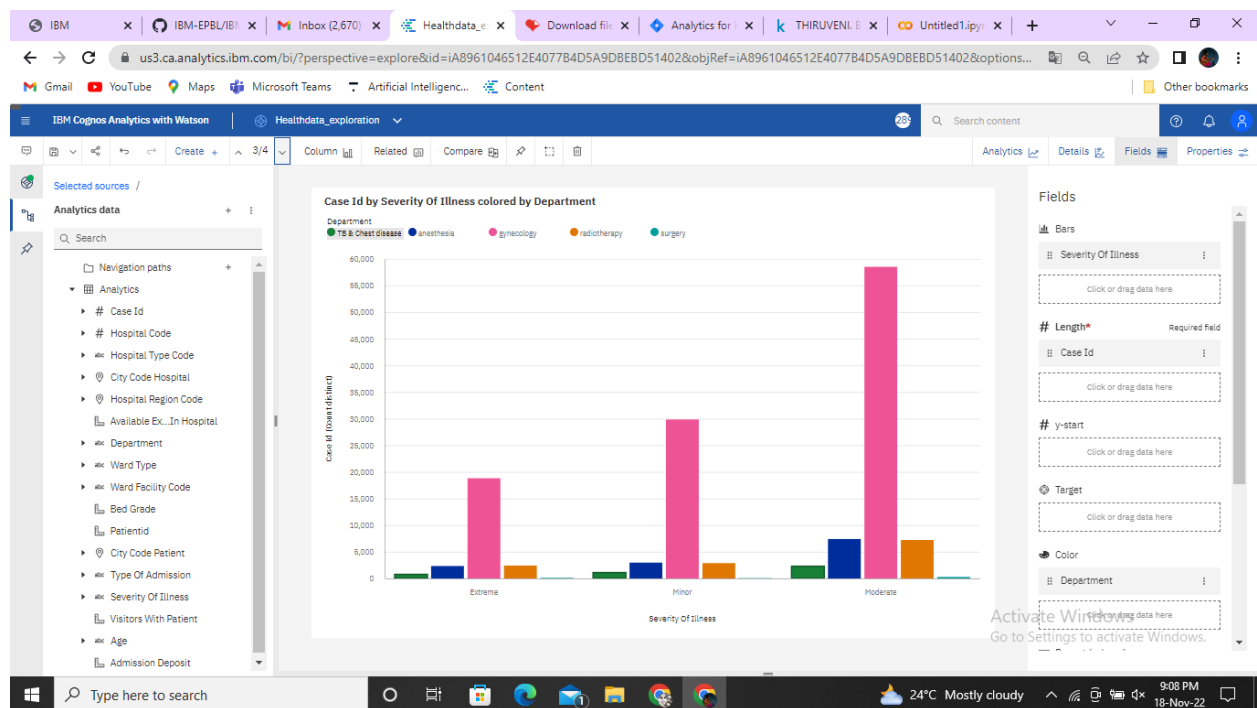 IBM
IBM-EPBL/IBM
Inbox (2,670)
Healthdata_e
Download file
Analytics for
THIRUVENI. B
Untitled1.ipyn
us3.ca.analytics.ibm.com/bi/?perspective=explore&id=iA8961046512E4077B4D5A9DBEBD51402&objRef=iA8961046512E4077B4D5A9DBEBD51402&options...
Gmail YouTube Maps Microsoft Teams Artificial Intelligenc... Content Other bookmarks
IBM Cognos Analytics with Watson Healthdata_exploration 289 Search content
Create + 3/4 Column Related Compare Analytics Details Fields Properties
Selected sources /
Analytics data
Search
Navigation paths
Analytics
# Case Id
# Hospital Code
abc Hospital Type Code
City Code Hospital
Hospital Region Code
Available Ex...In Hospital
abc Department
abc Ward Type
abc Ward Facility Code
Bed Grade
Patientid
City Code Patient
abc Type Of Admission
abc Severity Of Illness
Visitors With Patient
abc Age
Admission Deposit
Case Id by Severity Of Illness colored by Department
Department
TB & Chest disease anesthesia gynecology radiotherapy surgery
60,000
55,000
50,000
45,000
40,000
35,000
30,000
25,000
20,000
15,000
10,000
5,000
0
Case Id (Count distinct)
Extreme Minor Moderate
Severity Of Illness
Fields
Bars
Severity Of Illness
Click or drag data here
# Length* Required field
Case Id
Click or drag data here
# y-start
Click or drag data here
Target
Click or drag data here
Color
Department
Click or drag data here
Activate Windows
Go to Settings to activate Windows.
Type here to search
1
24°C Mostly cloudy
9:08 PM
18-Nov-22